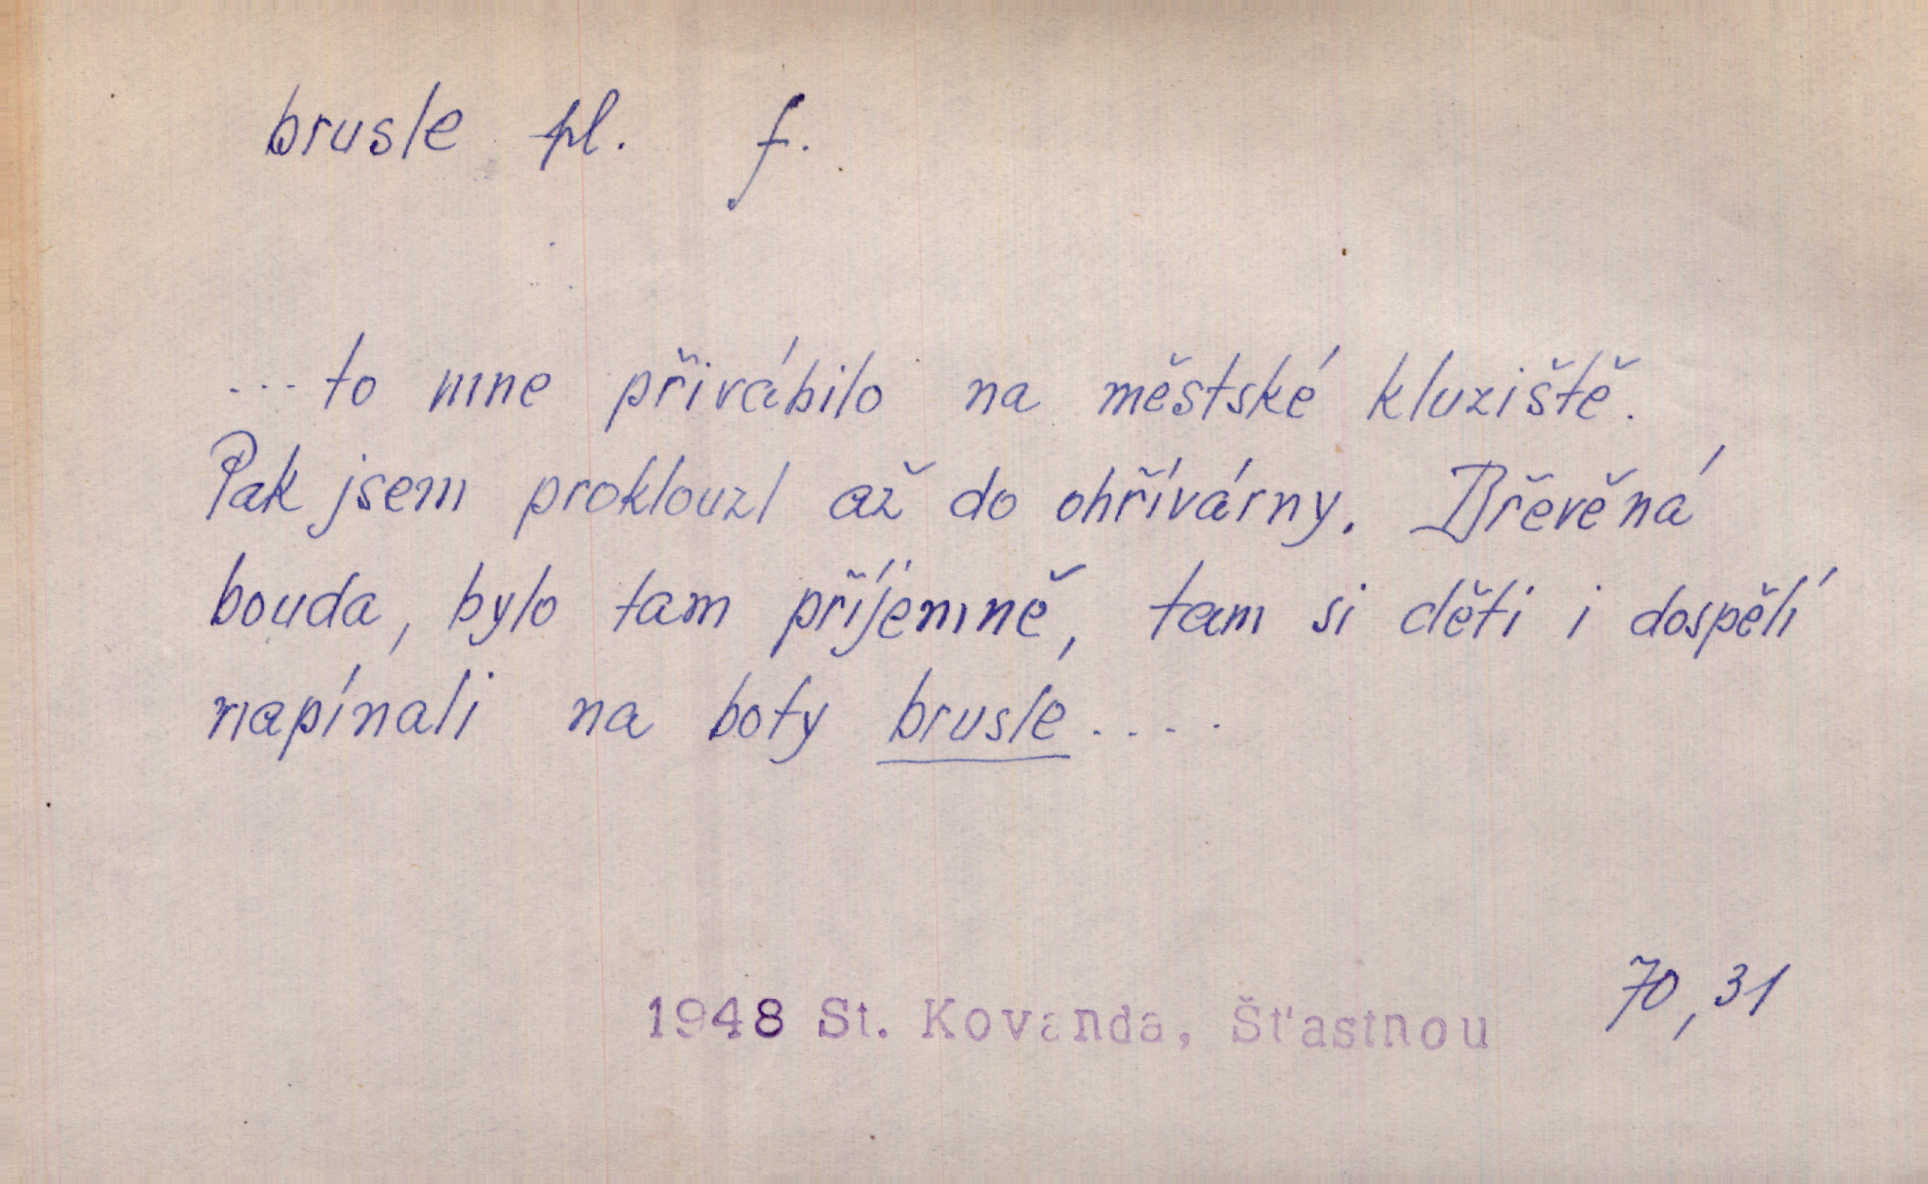 brusle pl. f.
...to mne přivábilo na městské kluziště.
Pak jsem proklouzl až do ohřívárny. Dřevěná
bouda, bylo tam příjemně, tam si děti i dospělí
napínali na boty brusle....
70,31
1948 St. Kovanda, Šťastnou